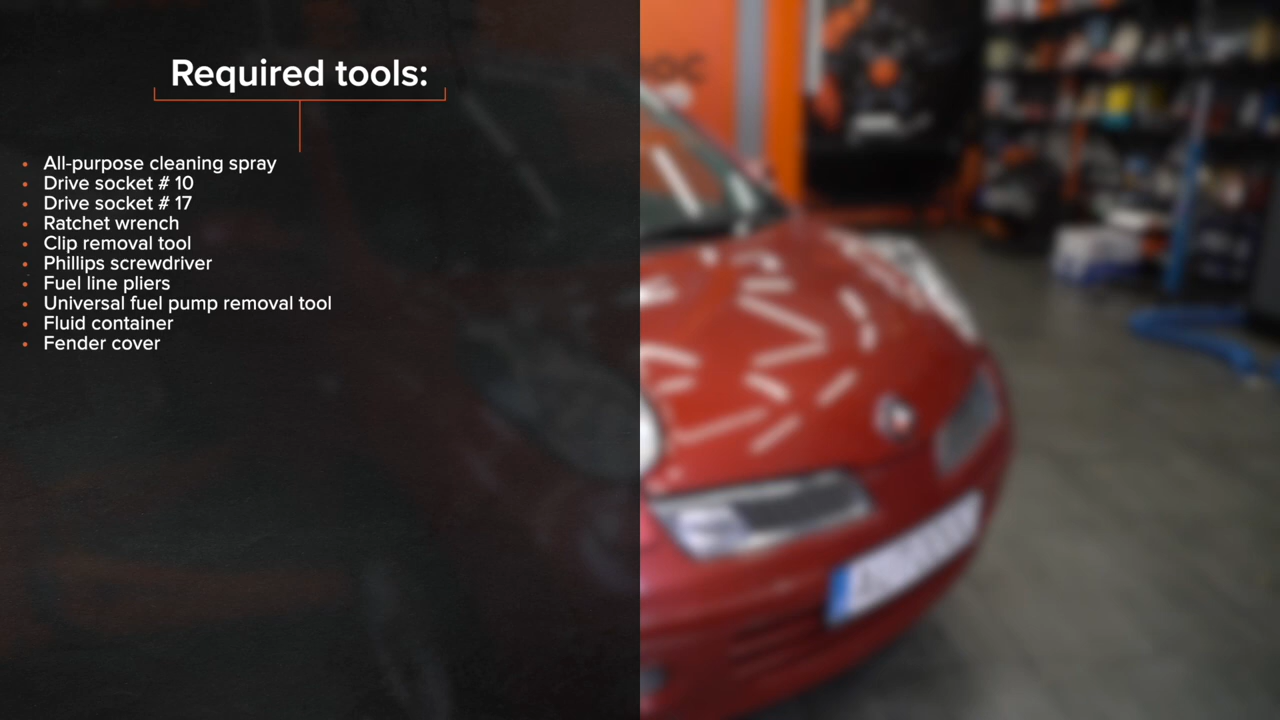 Required tools:
All-purpose cleaning spray
Drive socket # 10
Drive socket # 17
Ratchet wrench
Clip removal tool
Phillips screwdriver
Fuel line pliers
Universal fuel pump removal tool
Fluid container
Fender cover